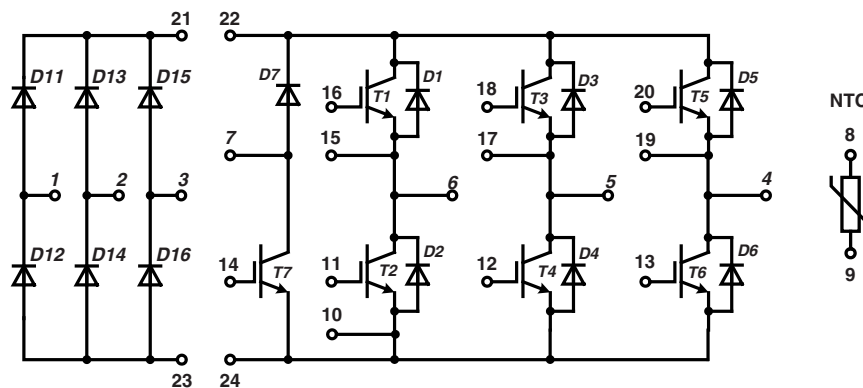 21 22
D11 D13 D15 D7 D1 D3 D5
16 T1 18 T3 20 T5 NTC
7 15 17 19 8
1 2 3 6 5 4
D12 D14 D16 D2 D4 D6
14 T7 11 T2 12 T4 13 T6 9
10
23 24